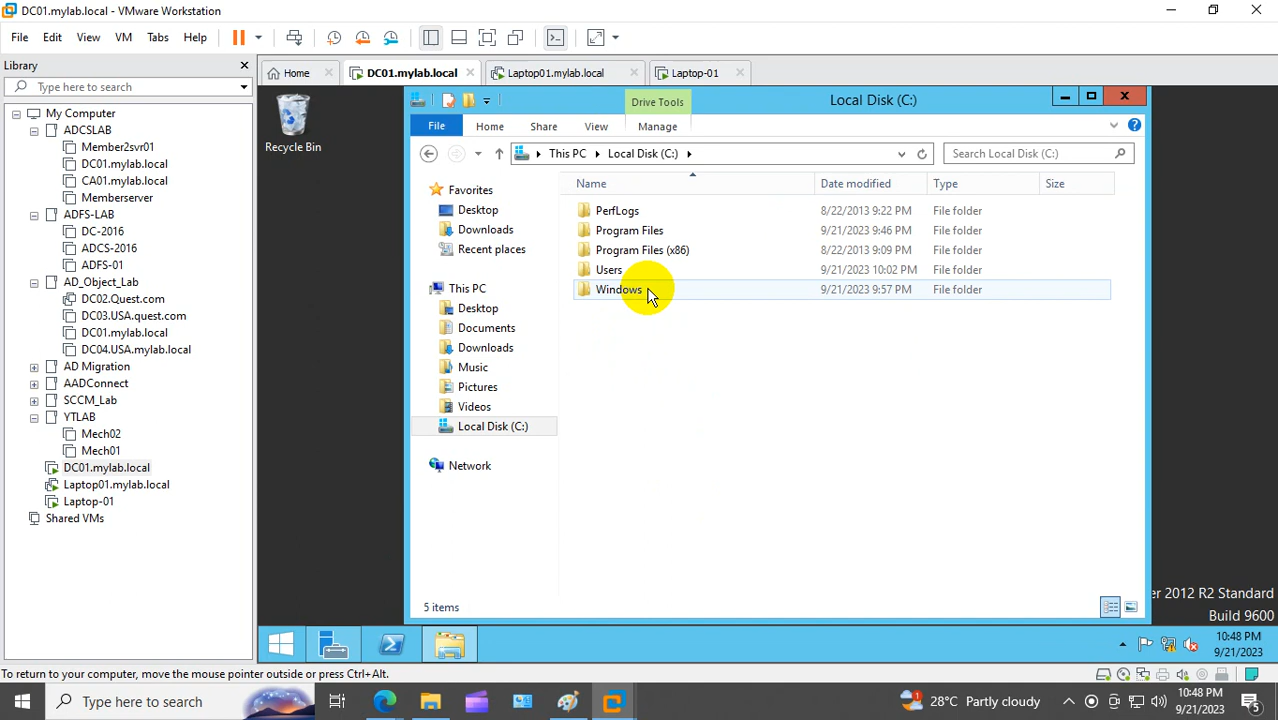 DC01.mylab.local - VMware Workstation
File Edit View VM Tabs Help
Library
Type here to search
My Computer
ADCSLAB
Member2svr01
DC01.mylab.local
CA01.mylab.local
Memberserver
ADFS-LAB
DC-2016
ADCS-2016
ADFS-01
AD_Object_Lab
DC02.Quest.com
DC03.USA.quest.com
DC01.mylab.local
DC04.USA.mylab.local
AD Migration
AADConnect
SCCM_Lab
YTLAB
Mech02
Mech01
DC01.mylab.local
Laptop01.mylab.local
Laptop-01
Shared VMs
Home DC01.mylab.local Laptop01.mylab.local Laptop-01
Recycle Bin
Drive Tools Local Disk (C:)
File Home Share View Manage
This PC Local Disk (C:) Search Local Disk (C:)
Favorites
Desktop
Downloads
Recent places
This PC
Desktop
Documents
Downloads
Music
Pictures
Videos
Local Disk (C:)
Network
Name Date modified Type Size
PerfLogs 8/22/2013 9:22 PM File folder
Program Files 9/21/2023 9:46 PM File folder
Program Files (x86) 8/22/2013 9:09 PM File folder
Users 9/21/2023 10:02 PM File folder
Windows 9/21/2023 9:57 PM File folder
5 items
er 2012 R2 Standard
Build 9600
10:48 PM
9/21/2023
To return to your computer, move the mouse pointer outside or press Ctrl+Alt.
Type here to search
1
28°C Partly cloudy
10:48 PM
9/21/2023
5